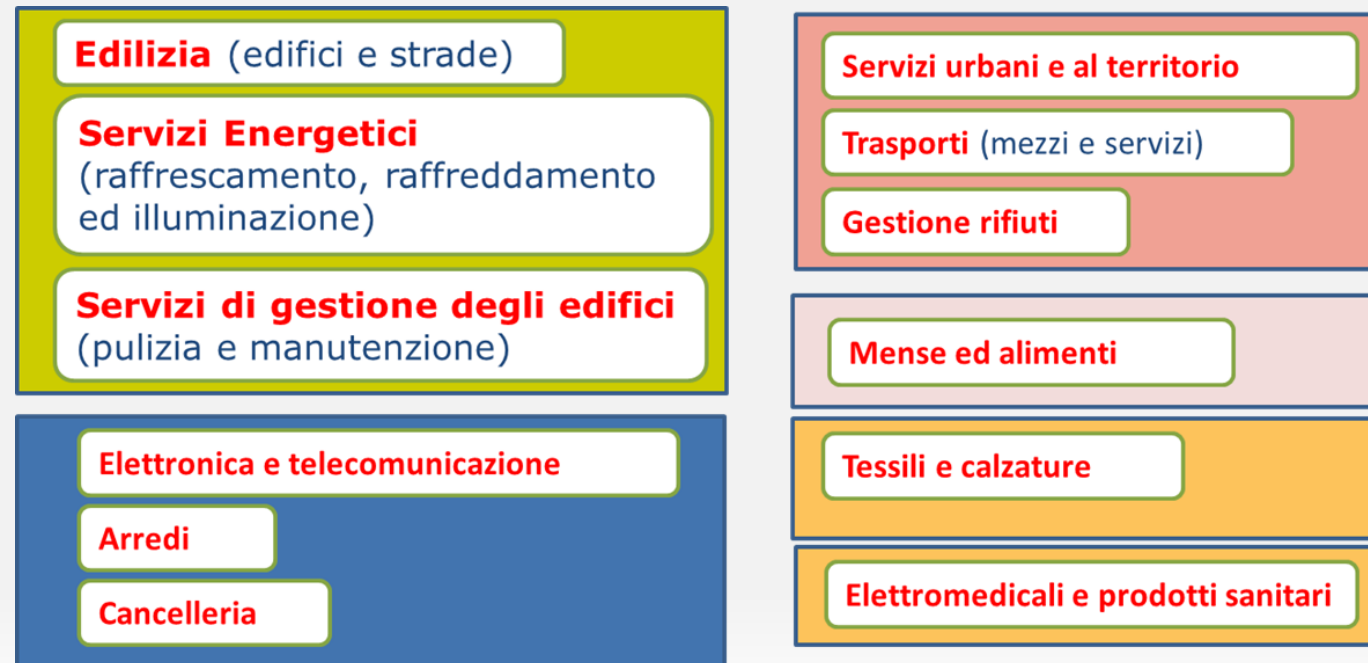 Edilizia (edifici e strade)
Servizi Energetici
(raffrescamento, raffreddamento
ed illuminazione)
Servizi di gestione degli edifici
(pulizia e manutenzione)
Elettronica e telecomunicazione
Arredi
Cancelleria
Servizi urbani e al territorio
Trasporti (mezzi e servizi)
Gestione rifiuti
Mense ed alimenti
Tessili e calzature
Elettromedicali e prodotti sanitari